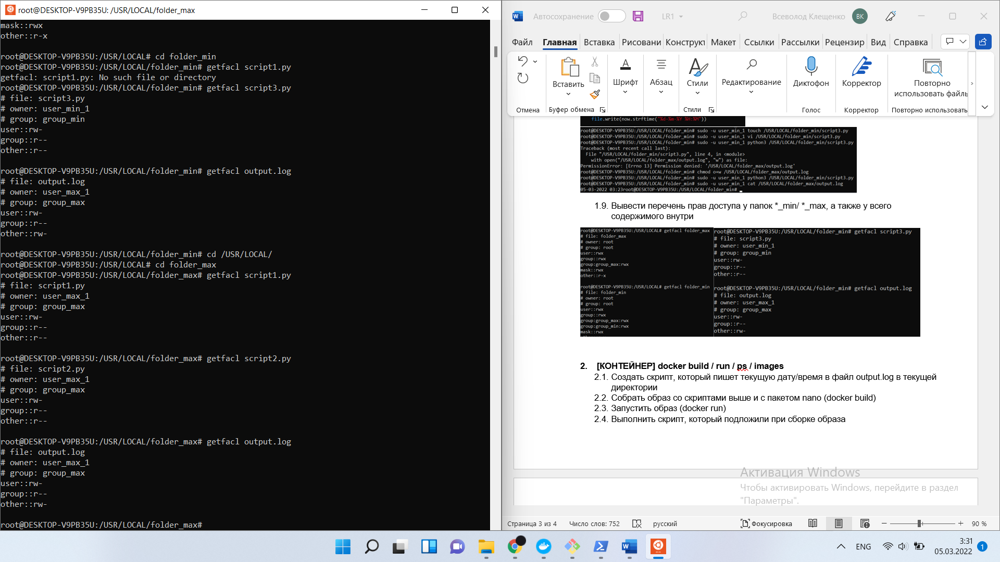 root@DESKTOP-V9PB35U: /USR/LOCAL/folder_max
mask::rwx
other::r-x
root@DESKTOP-V9PB35U:/USR/LOCAL# cd folder_min
root@DESKTOP-V9PB35U:/USR/LOCAL/folder_min# getfacl script1.py
getfacl: script1.py: No such file or directory
root@DESKTOP-V9PB35U:/USR/LOCAL/folder_min# getfacl script3.py
# file: script3.py
# owner: user_min_1
# group: group_min
user::rw-
group::r--
other::r--
root@DESKTOP-V9PB35U:/USR/LOCAL/folder_min# getfacl output.log
# file: output.log
# owner: user_max_1
# group: group_max
user::rw-
group::r--
other::rw-
root@DESKTOP-V9PB35U:/USR/LOCAL/folder_min# cd /USR/LOCAL/
root@DESKTOP-V9PB35U:/USR/LOCAL# cd folder_max
root@DESKTOP-V9PB35U:/USR/LOCAL/folder_max# getfacl script1.py
# file: script1.py
# owner: user_max_1
# group: group_max
user::rw-
group::r--
other::r--
root@DESKTOP-V9PB35U:/USR/LOCAL/folder_max# getfacl script2.py
# file: script2.py
# owner: user_max_1
# group: group_max
user::rw-
group::r--
other::r--
root@DESKTOP-V9PB35U:/USR/LOCAL/folder_max# getfacl output.log
# file: output.log
# owner: user_max_1
# group: group_max
user::rw-
group::r--
other::rw-
root@DESKTOP-V9PB35U:/USR/LOCAL/folder_max#
Автосохранение LR1 Всеволод Клещенко ВК
Файл Главная Вставка Рисовани Конструкт Макет Ссылки Рассылки Рецензир Вид Справка
Вставить Шрифт Абзац Стили Редактирование Диктофон Корректор Повторно использовать файль
Отмена Буфер обмена Стили Голос Корректор Повторно использовать
file.write(now.strftime("%d-%m-%Y %H:%M"))
root@DESKTOP-V9PB35U:/USR/LOCAL/folder_min# sudo -u user_min_1 touch /USR/LOCAL/folder_min/script3.py
root@DESKTOP-V9PB35U:/USR/LOCAL/folder_min# sudo -u user_min_1 vi /USR/LOCAL/folder_min/script3.py
root@DESKTOP-V9PB35U:/USR/LOCAL/folder_min# sudo -u user_min_1 python3 /USR/LOCAL/folder_min/script3.py
Traceback (most recent call last):
File "/USR/LOCAL/folder_min/script3.py", line 4, in <module>
with open("/USR/LOCAL/folder_max/output.log", "w") as file:
PermissionError: [Errno 13] Permission denied: '/USR/LOCAL/folder_max/output.log'
root@DESKTOP-V9PB35U:/USR/LOCAL/folder_min# chmod o+w /USR/LOCAL/folder_max/output.log
root@DESKTOP-V9PB35U:/USR/LOCAL/folder_min# sudo -u user_min_1 python3 /USR/LOCAL/folder_min/script3.py
root@DESKTOP-V9PB35U:/USR/LOCAL/folder_min# sudo -u user_min_1 cat /USR/LOCAL/folder_max/output.log
05-03-2022 03:23root@DESKTOP-V9PB35U:/USR/LOCAL/folder_min#
1.9. Вывести перечень прав доступа у папок *_min/ *_max, а также у всего
содержимого внутри
root@DESKTOP-V9PB35U:/USR/LOCAL# getfacl folder_max
# file: folder_max
# owner: root
# group: root
user::rwx
group::rwx
group:group_max:rwx
mask::rwx
other::r-x
root@DESKTOP-V9PB35U:/USR/LOCAL# getfacl folder_min
# file: folder_min
# owner: root
# group: root
user::rwx
group::rwx
group:group_max:rwx
group:group_min:rwx
mask::rwx
root@DESKTOP-V9PB35U:/USR/LOCAL/folder_min# getfacl script3.py
# file: script3.py
# owner: user_min_1
# group: group_min
user::rw-
group::r--
other::r--
root@DESKTOP-V9PB35U:/USR/LOCAL/folder_min# getfacl output.log
# file: output.log
# owner: user_max_1
# group: group_max
user::rw-
group::r--
other::rw-
2. [КОНТЕЙНЕР] docker build / run / ps / images
2.1. Создать скрипт, который пишет текущую дату/время в файл output.log в текущей
директории
2.2. Собрать образ со скриптами выше и с пакетом nano (docker build)
2.3. Запустить образ (docker run)
2.4. Выполнить скрипт, который подложили при сборке образа
Активация Windows
Чтобы активировать Windows, перейдите в раздел
"Параметры".
Страница 3 из 4 Число слов: 752 русский Фокусировка 90 %
ENG 3:31
05.03.2022 1